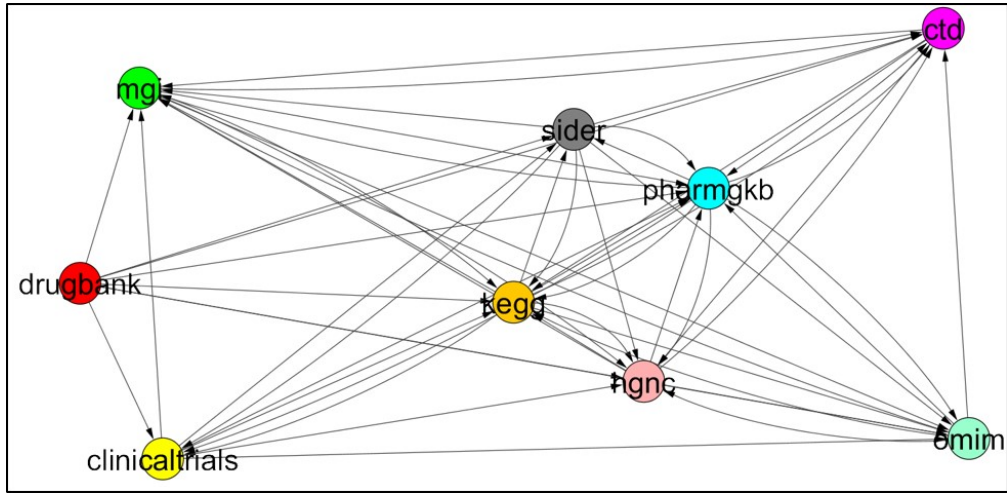 ctd
mgi
sider
pharmgkb
drugbank
kegg
hgnc
omim
clinicaltrials